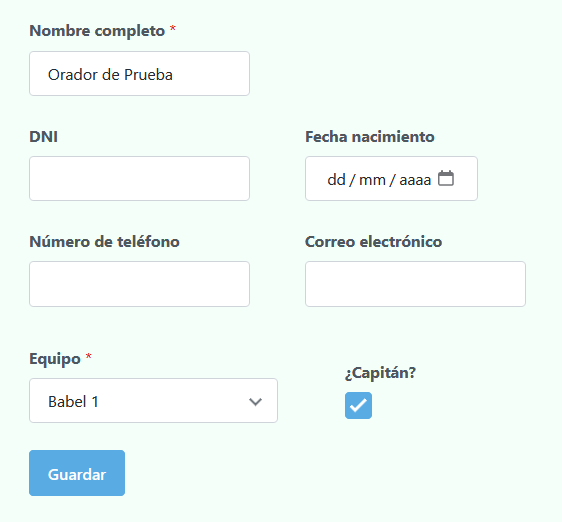 Nombre completo *
Orador de Prueba
DNI
Fecha nacimiento
dd / mm / aaaa
Número de teléfono
Correo electrónico
Equipo *
¿Capitán?
Babel 1
Guardar